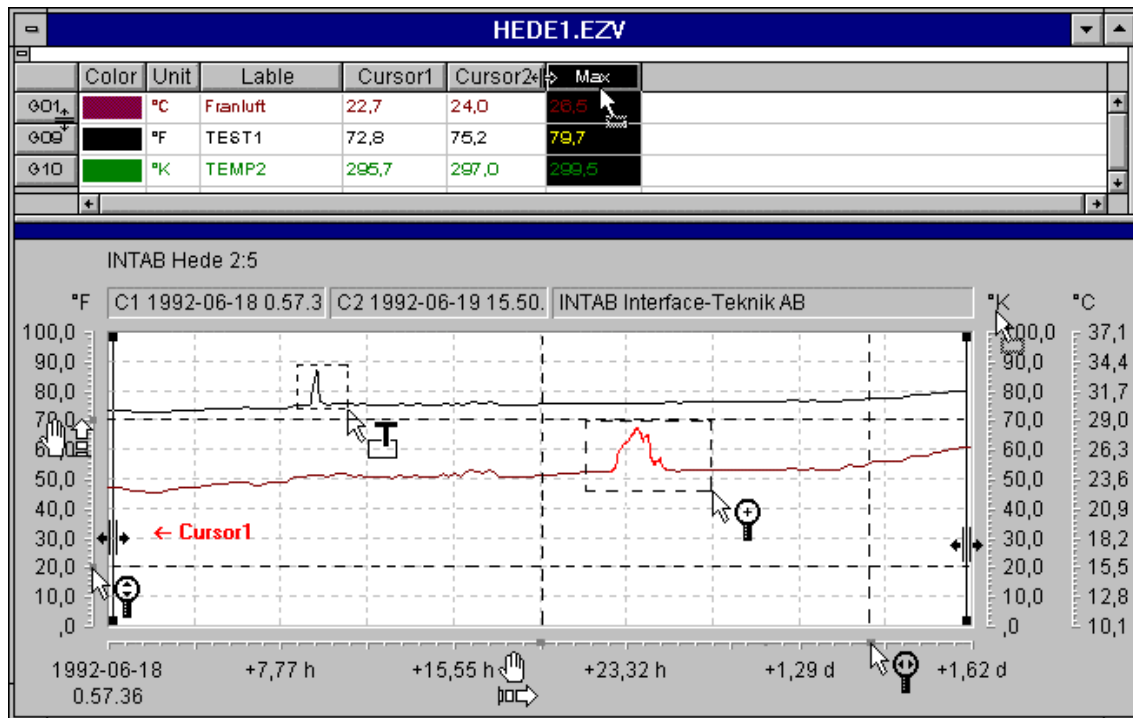 HEDE1.EZV
Color Unit Lable Cursor1 Cursor2 Max
G01 °C Franluft 22,7 24,0 26,5
G09 °F TEST1 72,8 75,2 79,7
G10 °K TEMP2 295,7 297,0 299,5
INTAB Hede 2:5
°F C1 1992-06-18 0.57.3 C2 1992-06-19 15.50. INTAB Interface-Teknik AB °K °C
100,0 100,0 37,1
90,0 90,0 34,4
80,0 80,0 31,7
70,0 70,0 29,0
T
60,0 60,0 26,3
50,0 50,0 23,6
40,0 40,0 20,9
← Cursor1
30,0 30,0 18,2
20,0 20,0 15,5
10,0 10,0 12,8
,0 ,0 10,1
1992-06-18 +7,77 h +15,55 h +23,32 h +1,29 d +1,62 d
0.57.36